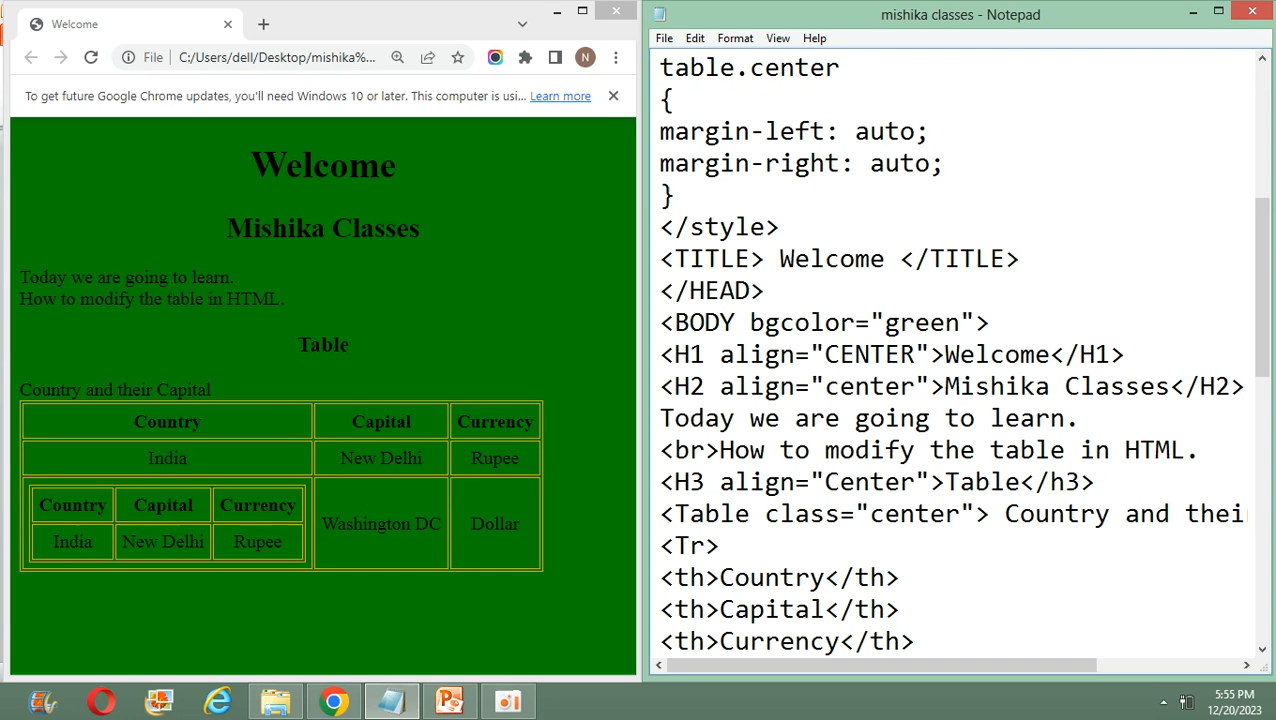 Welcome
File
C:/Users/dell/Desktop/mishika%...
N
To get future Google Chrome updates, you'll need Windows 10 or later. This computer is usi... Learn more
Welcome
Mishika Classes
Today we are going to learn.
How to modify the table in HTML.
Table
Country and their Capital
Country Capital Currency
India New Delhi Rupee
Country Capital Currency
India New Delhi Rupee
Washington DC Dollar
mishika classes - Notepad
File Edit Format View Help
table.center
{
margin-left: auto;
margin-right: auto;
}
</style>
<TITLE> Welcome </TITLE>
</HEAD>
<BODY bgcolor="green">
<H1 align="CENTER">Welcome</H1>
<H2 align="center">Mishika Classes</H2>
Today we are going to learn.
<br>How to modify the table in HTML.
<H3 align="Center">Table</h3>
<Table class="center"> Country and thei
<Tr>
<th>Country</th>
<th>Capital</th>
<th>Currency</th>
5:55 PM
12/20/2023